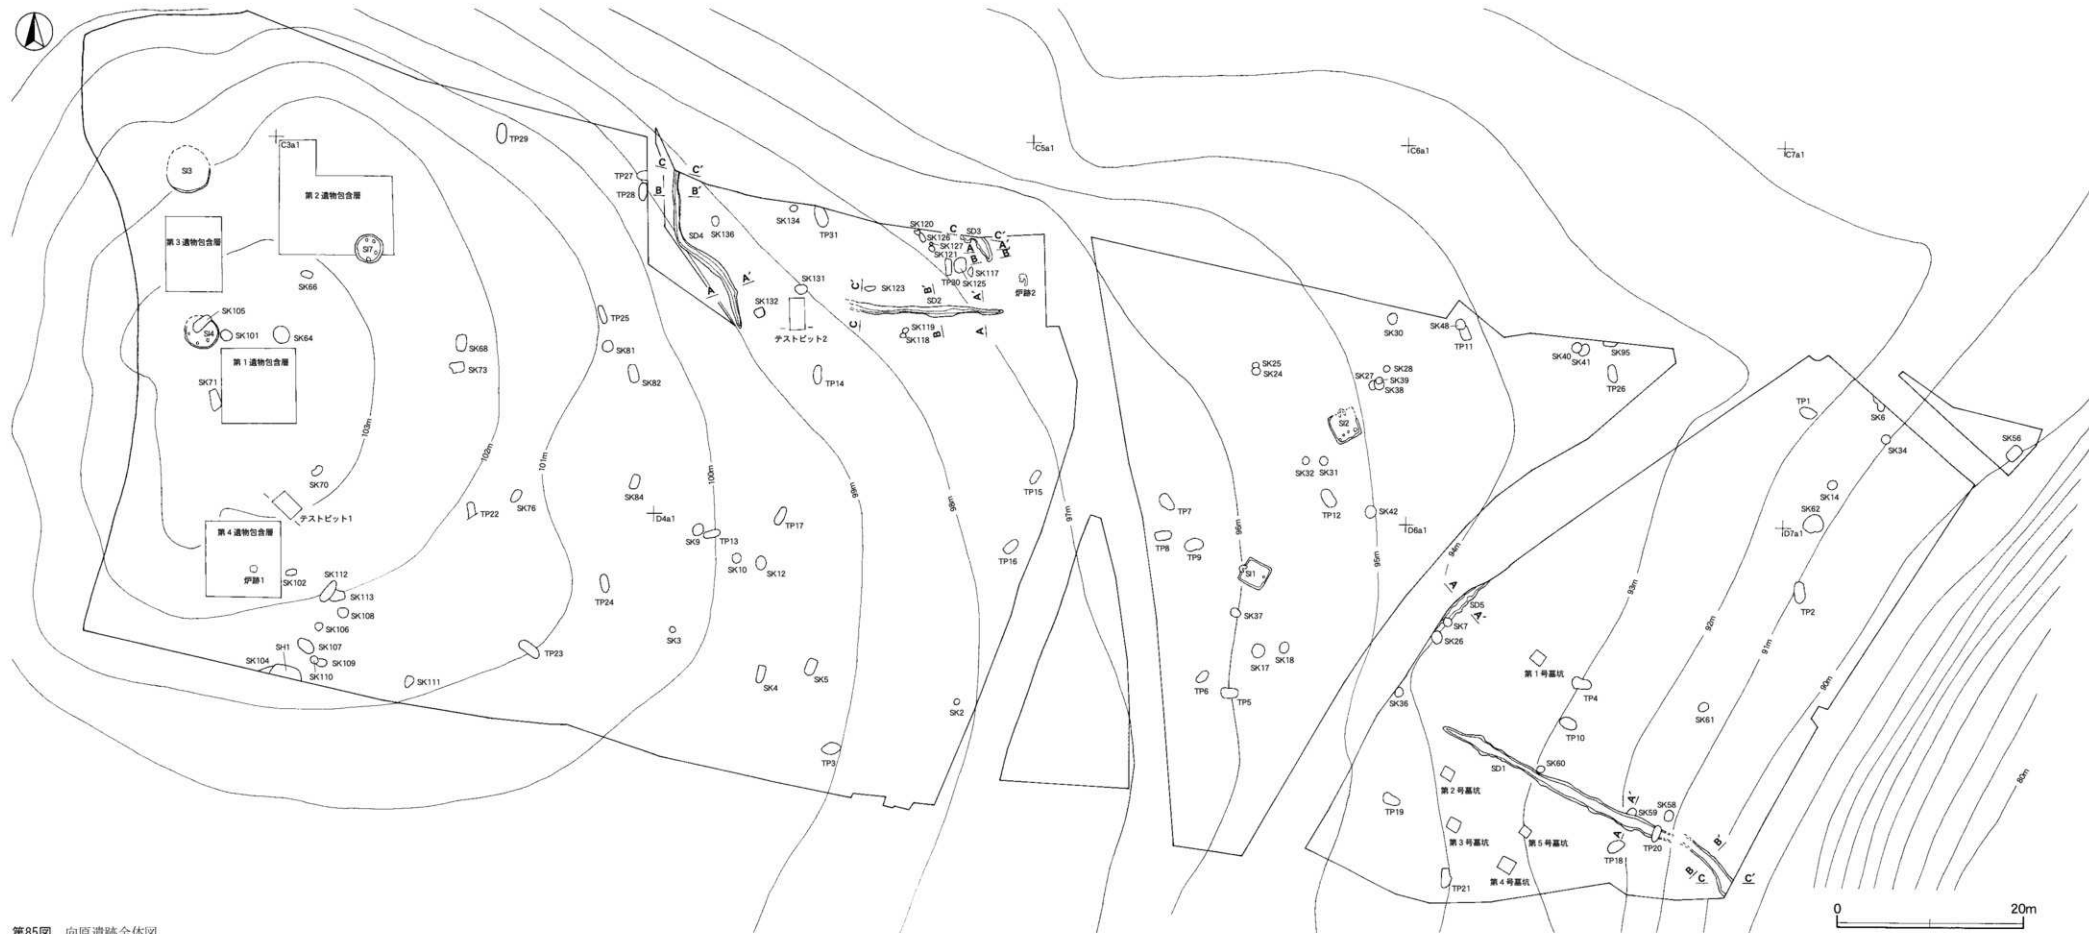 C3a1
C5a1
C6a1
C7a1
TP29
SI3
第2遺物包含層
第3遺物包含層
SI7
SK66
SK105
SI4
SK101
SK64
第1遺物包含層
SK71
SK68
SK73
103m
102m
101m
SK70
テストピット1
第4遺物包含層
炉跡1
SK102
SK112
SK113
SK108
SK106
SK107
SK109
SK110
SH1
SK104
SK111
TP22
SK76
TP23
TP27
TP28
C
C′
B
B′
SD4
SK136
A
A′
SK134
TP31
SK131
SK132
テストピット2
TP25
SK81
SK82
100m
TP14
SK120
SK126
SK127
SK121
C
SD3
C′
A
A′
B
B′
SK117
TP30
SK125
炉跡2
SK123
C′
B′
A′
SD2
C
SK119
SK118
B
A
SK84
D4a1
SK9
TP13
SK10
SK12
TP17
TP24
SK3
SK4
SK5
TP3
SK2
TP15
TP16
99m
98m
97m
SK30
SK48
TP11
SK40
SK41
SK95
TP26
SK25
SK24
SK28
SK27
SK39
SK38
SI2
SK32
SK31
TP12
SK42
D6a1
TP7
TP8
TP9
96m
SI1
SK37
SK17
SK18
TP6
TP5
95m
94m
A
SD5
A′
SK7
SK26
SK36
TP1
SK6
SK34
SK56
SK14
SK62
D7a1
TP2
93m
92m
91m
90m
80m
第1号墓坑
TP4
TP10
SK61
SD1
SK60
第2号墓坑
TP19
第3号墓坑
第5号墓坑
第4号墓坑
TP21
A′
SK59
SK58
A
TP18
TP20
B′
B
C
C′
0
20m
第85図 向原遺跡全体図